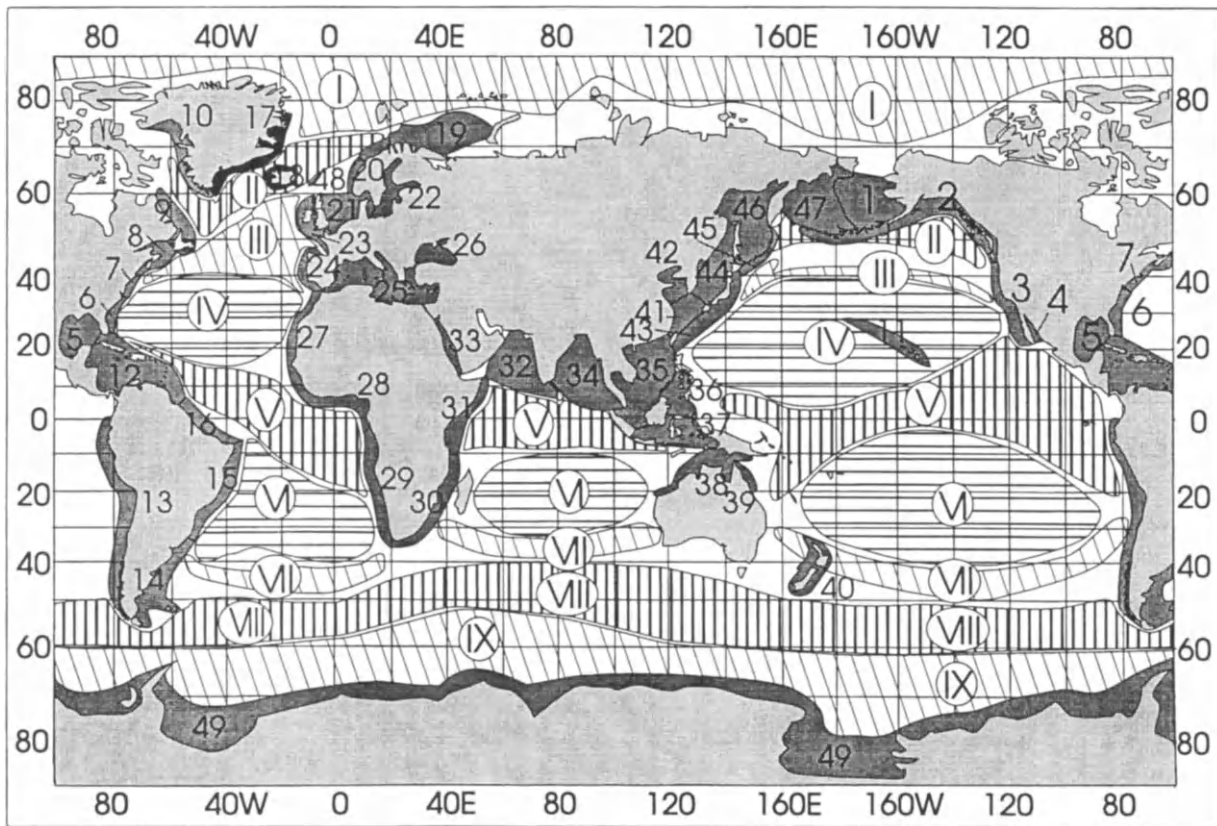 80 40W 0 40E 80 120 160E 160W 120 80
I I
80 10 17 19 80
60 9 II 18 48 20 21 22 46 47 1 2 60
8 III 23 26 45 II
40 7 24 25 42 44 III 3 7 40
6 IV 41 4 6
20 5 27 33 32 34 43 35 IV 11 5 20
12 28 36
0 16 V 31 V 37 V 0
20 13 15 VI 29 30 VI 38 39 VI 20
40 14 VII VII 40 VII 40
VIII VIII VIII
60 IX IX 60
80 49 49 80
80 40W 0 40E 80 120 160E 160W 120 80